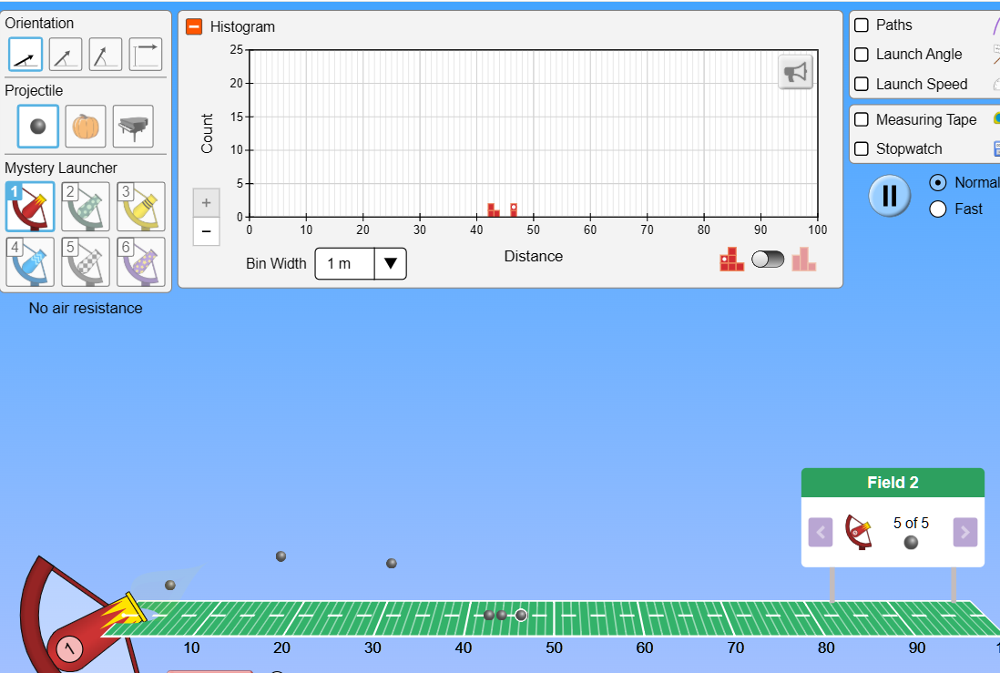 Orientation
Projectile
Mystery Launcher
1
2
3
4
5
6
No air resistance
Histogram
Count
25
20
15
10
5
0
0 10 20 30 40 50 60 70 80 90 100
Distance
Bin Width 1 m
Paths
Launch Angle
Launch Speed
Measuring Tape
Stopwatch
Normal
Fast
Field 2
5 of 5
1
10 20 30 40 50 60 70 80 90